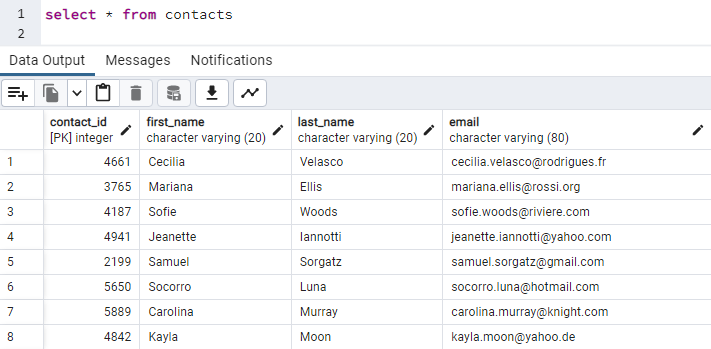 1 select * from contacts
2
Data Output Messages Notifications
contact_id first_name last_name email
[PK] integer character varying (20) character varying (20) character varying (80)
1 4661 Cecilia Velasco cecilia.velasco@rodrigues.fr
2 3765 Mariana Ellis mariana.ellis@rossi.org
3 4187 Sofie Woods sofie.woods@riviere.com
4 4941 Jeanette Iannotti jeanette.iannotti@yahoo.com
5 2199 Samuel Sorgatz samuel.sorgatz@gmail.com
6 5650 Socorro Luna socorro.luna@hotmail.com
7 5889 Carolina Murray carolina.murray@knight.com
8 4842 Kayla Moon kayla.moon@yahoo.de